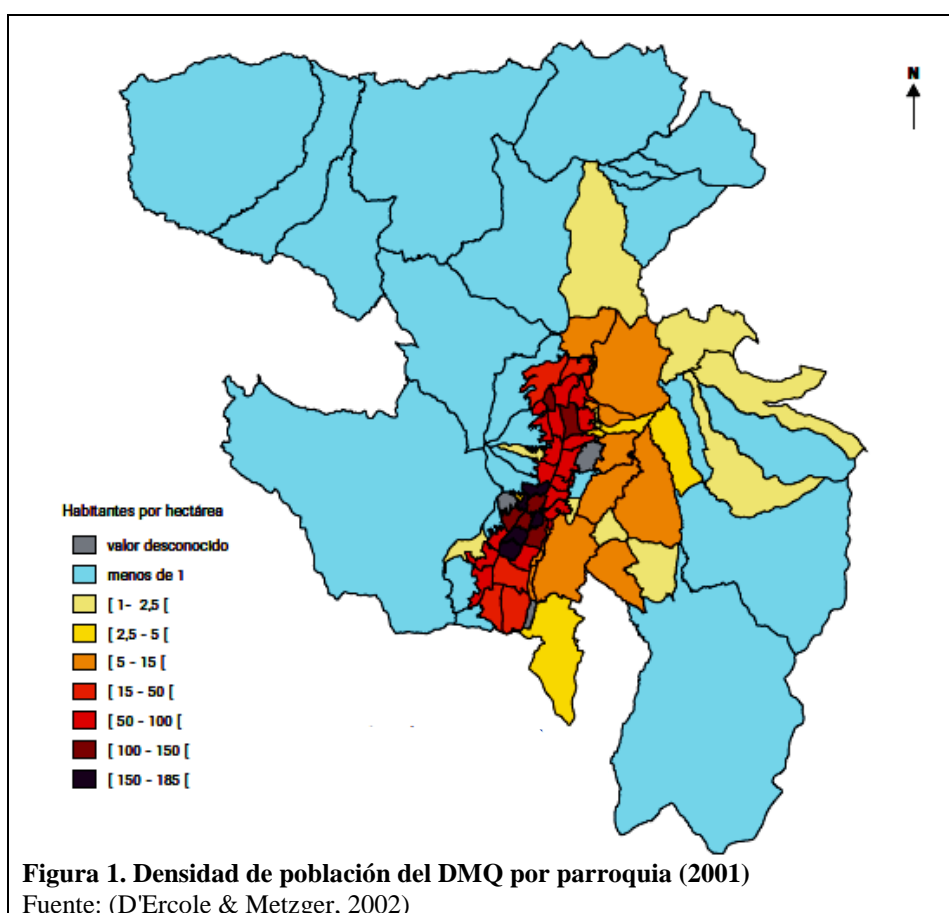 N
Habitantes por hectárea
valor desconocido
menos de 1
[ 1- 2,5 [
[ 2,5 - 5 [
[ 5 - 15 [
[ 15 - 50 [
[ 50 - 100 [
[ 100 - 150 [
[ 150 - 185 [
Figura 1. Densidad de población del DMQ por parroquia (2001)
Fuente: (D'Ercole & Metzger, 2002)